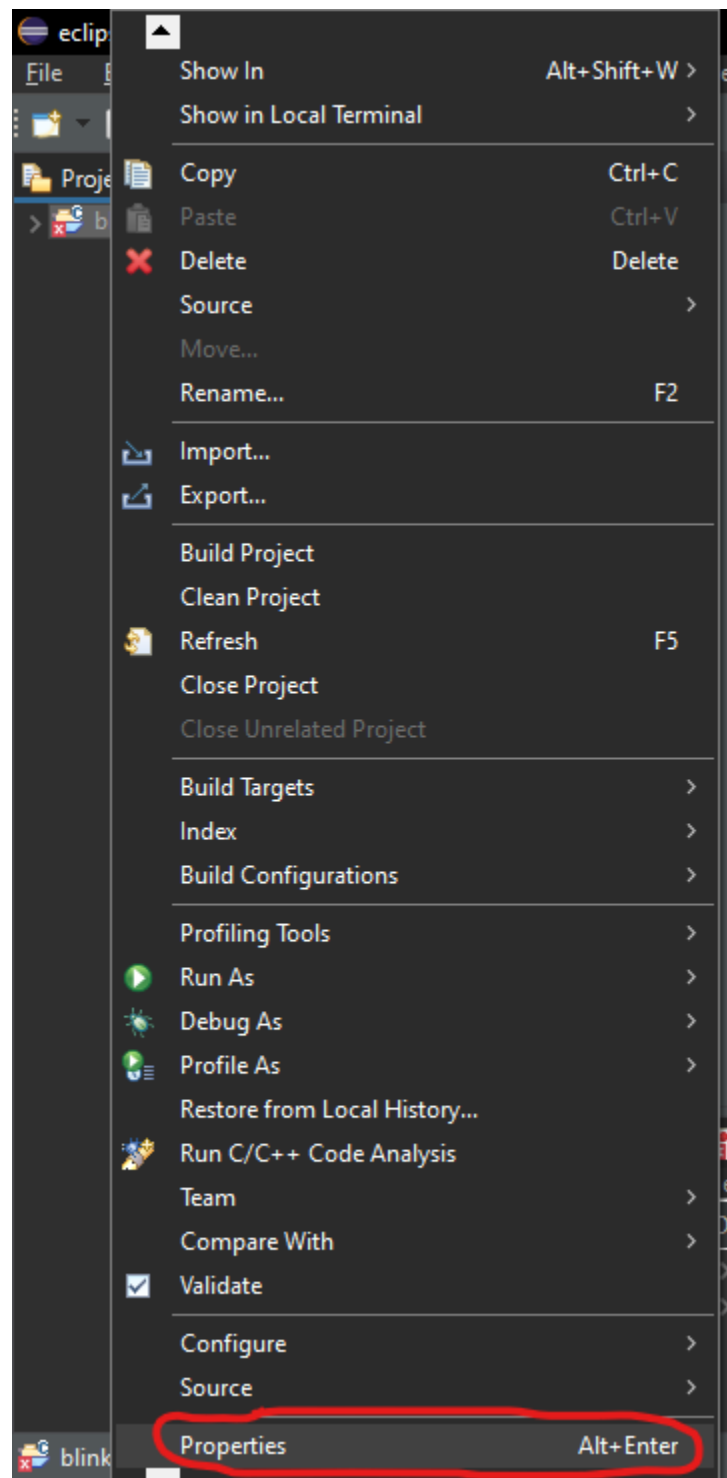 eclip
File
Show In Alt+Shift+W >
Show in Local Terminal >
Proje
Copy Ctrl+C
Paste Ctrl+V
Delete Delete
Source >
Move...
Rename... F2
Import...
Export...
Build Project
Clean Project
Refresh F5
Close Project
Close Unrelated Project
Build Targets >
Index >
Build Configurations >
Profiling Tools >
Run As >
Debug As >
Profile As >
Restore from Local History...
Run C/C++ Code Analysis
Team >
Compare With >
Validate
Configure >
Source >
Properties Alt+Enter
blink